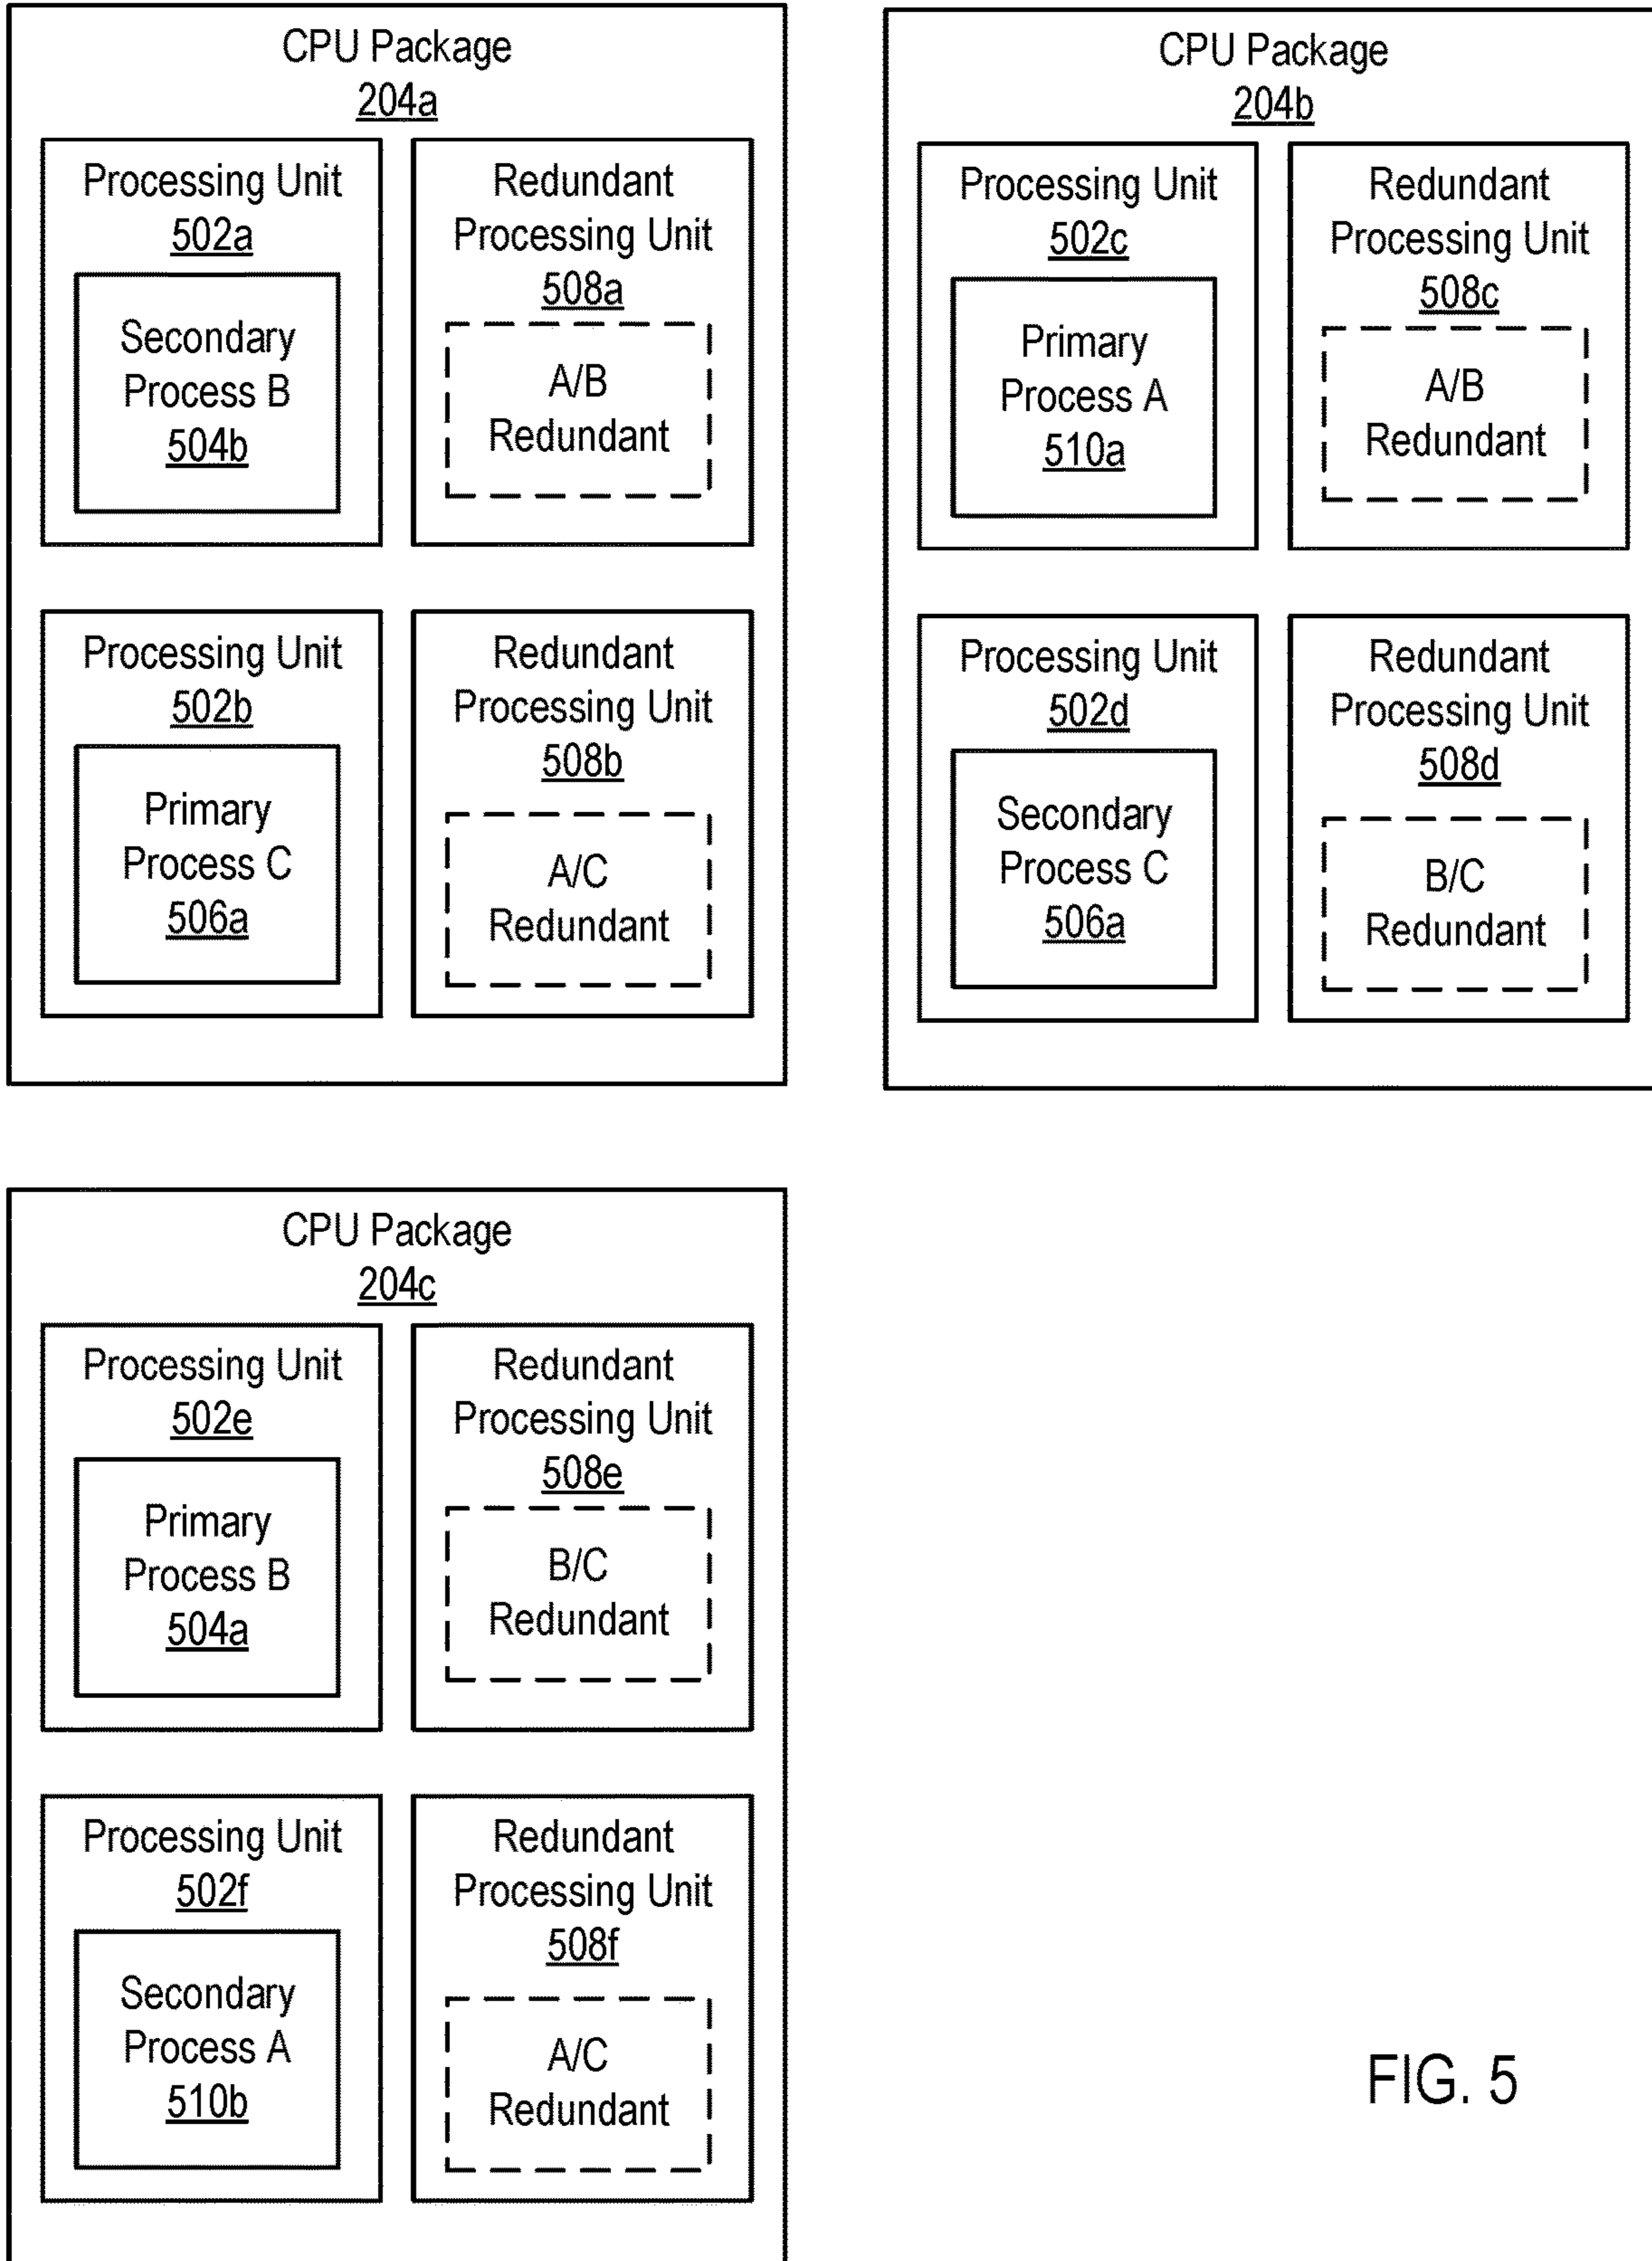 CPU Package
204a
Processing Unit
502a
Secondary
Process B
504b
Redundant
Processing Unit
508a
A/B
Redundant
Processing Unit
502b
Primary
Process C
506a
Redundant
Processing Unit
508b
A/C
Redundant
CPU Package
204b
Processing Unit
502c
Primary
Process A
510a
Redundant
Processing Unit
508c
A/B
Redundant
Processing Unit
502d
Secondary
Process C
506a
Redundant
Processing Unit
508d
B/C
Redundant
CPU Package
204c
Processing Unit
502e
Primary
Process B
504a
Redundant
Processing Unit
508e
B/C
Redundant
Processing Unit
502f
Secondary
Process A
510b
Redundant
Processing Unit
508f
A/C
Redundant
FIG. 5